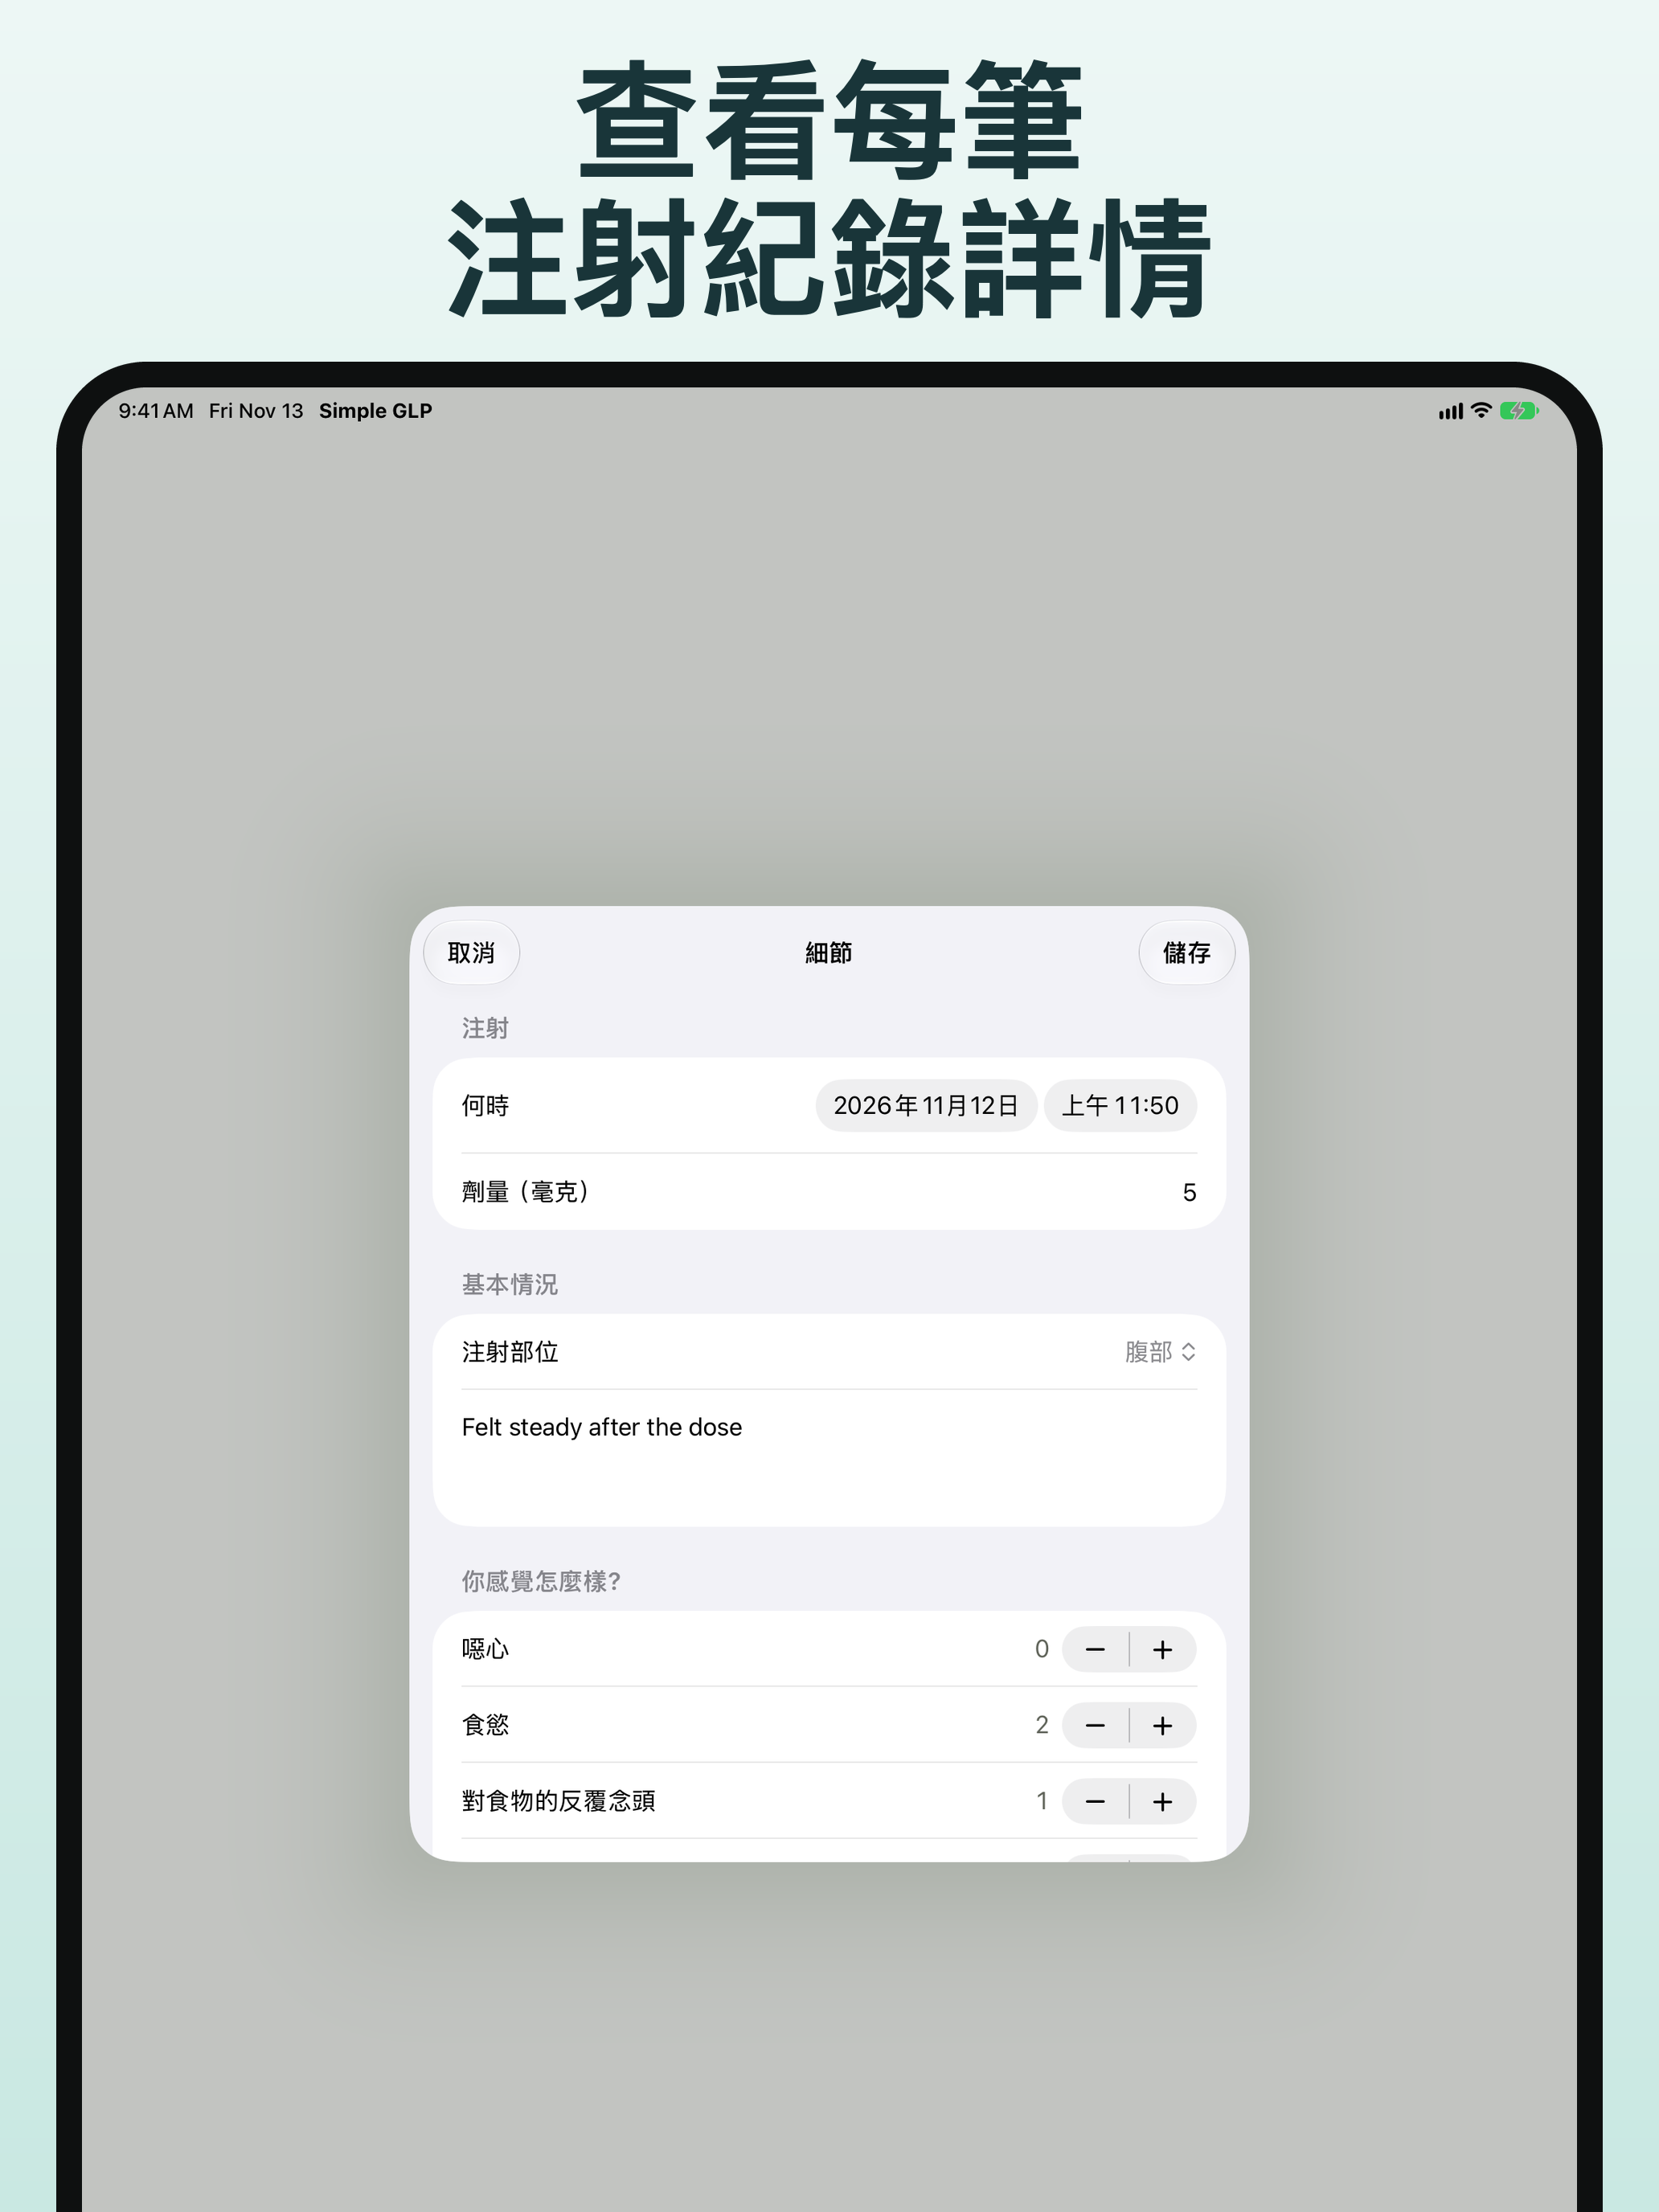 查看每筆
注射紀錄詳情
9:41 AM Fri Nov 13 Simple GLP
取消 細節 儲存
注射
何時 2026年11月12日 上午 11:50
劑量（毫克） 5
基本情況
注射部位 腹部
Felt steady after the dose
你感覺怎麼樣?
噁心 0 − +
食慾 2 − +
對食物的反覆念頭 1 − +